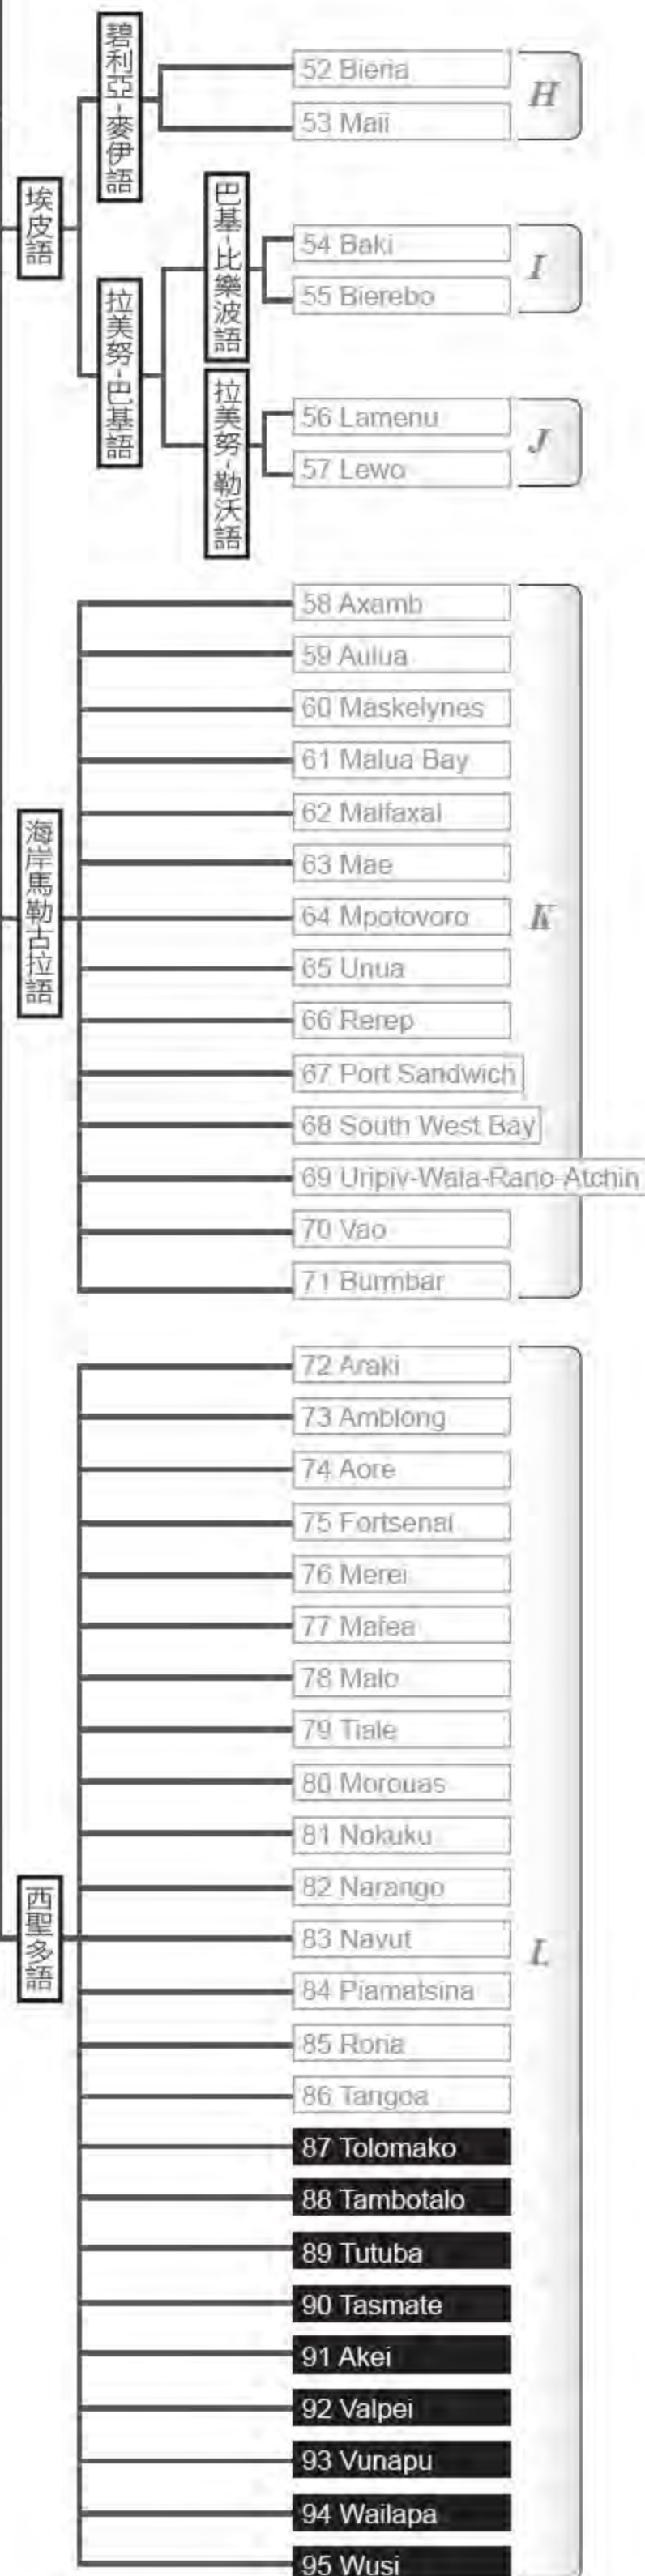 埃皮語
碧利亞-麥伊語
52 Bieria
53 Maii
H
拉美努-巴基語
巴基-比樂波語
54 Baki
55 Bierebo
I
拉美努-勒沃語
56 Lamenu
57 Lewo
J
海岸馬勒古拉語
58 Axamb
59 Aulua
60 Maskelynes
61 Malua Bay
62 Malfaxal
63 Mae
64 Mpotovoro
65 Unua
66 Rerep
67 Port Sandwich
68 South West Bay
69 Uripiv-Wala-Rano-Atchin
70 Vao
71 Burmbar
K
西聖多語
72 Araki
73 Amblong
74 Aore
75 Fortsenal
76 Merei
77 Mafea
78 Malo
79 Tiale
80 Morouas
81 Nokuku
82 Narango
83 Navut
84 Piamatsina
85 Roria
86 Tangoa
87 Tolomako
88 Tambotalo
89 Tutuba
90 Tasmate
91 Akei
92 Valpei
93 Vunapu
94 Wailapa
95 Wusi
L